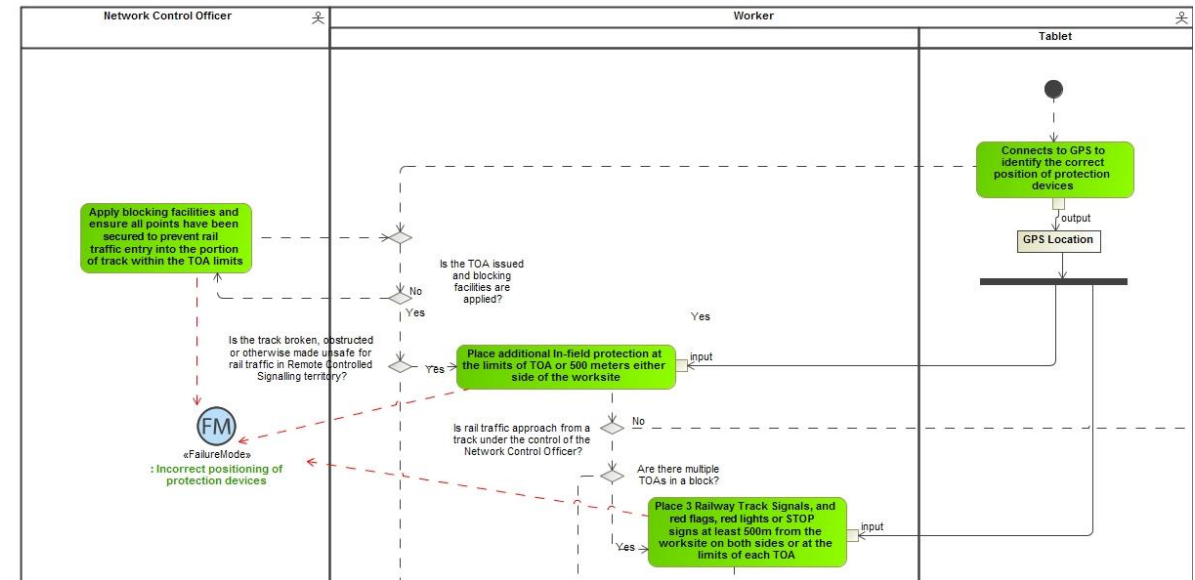 Network Control Officer
Worker
Tablet
Connects to GPS to
identify the correct
position of protection
devices
output
GPS Location
Apply blocking facilities and
ensure all points have been
secured to prevent rail
traffic entry into the portion
of track within the TOA limits
Is the TOA issued
and blocking
facilities are
applied?
No
Yes
Yes
Is the track broken, obstructed
or otherwise made unsafe for
rail traffic in Remote Controlled
Signalling territory?
Yes
Place additional In-field protection at
the limits of TOA or 500 meters either
side of the worksite
input
FM
«FailureMode»
: Incorrect positioning of
protection devices
Is rail traffic approach from a
track under the control of the
Network Control Officer?
No
Are there multiple
TOAs in a block?
Place 3 Railway Track Signals, and
red flags, red lights or STOP
signs at least 500m from the
worksite on both sides or at the
limits of each TOA
Yes
input